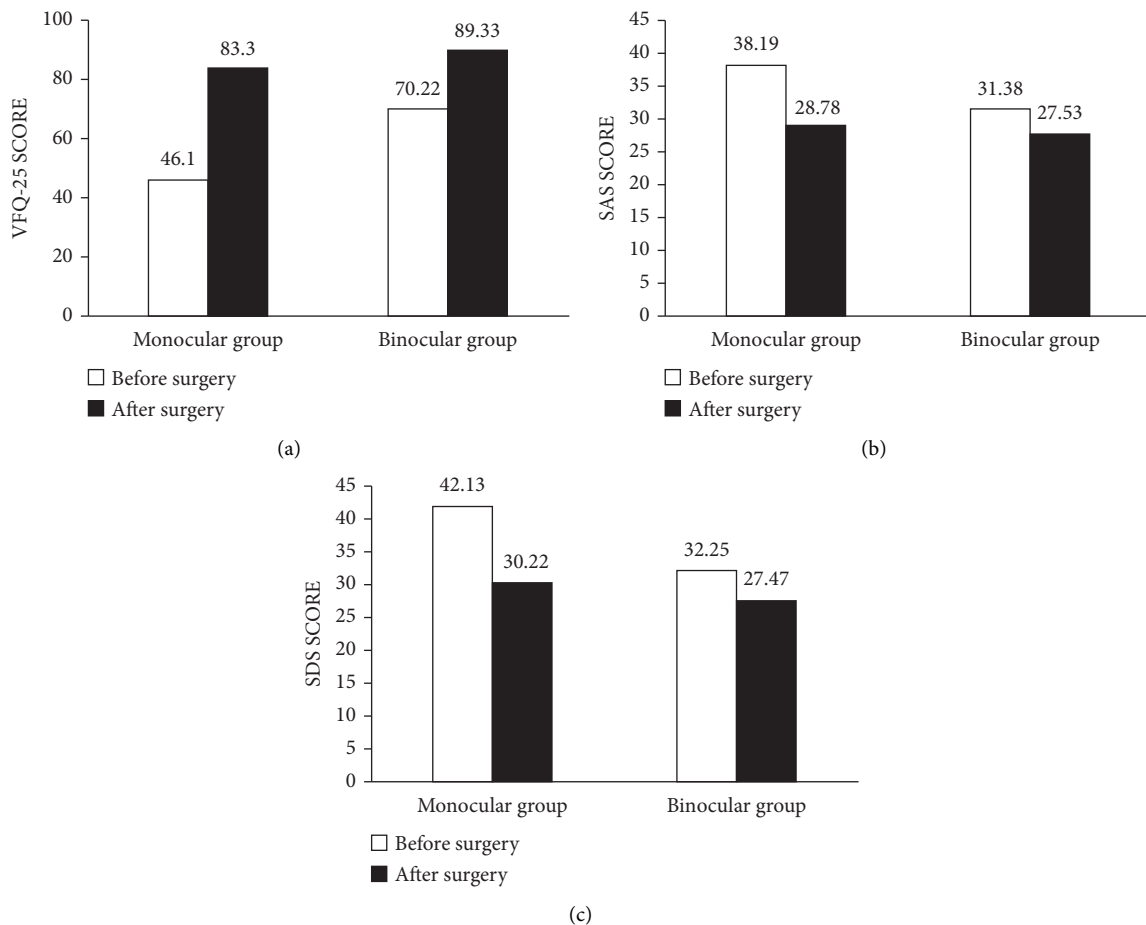 100
80
60
40
20
0
VFQ-25 SCORE
46.1
83.3
70.22
89.33
Monocular group
Binocular group
Before surgery
After surgery
(a)
45
40
35
30
25
20
15
10
5
0
SAS SCORE
38.19
28.78
31.38
27.53
Monocular group
Binocular group
Before surgery
After surgery
(b)
45
40
35
30
25
20
15
10
5
0
SDS SCORE
42.13
30.22
32.25
27.47
Monocular group
Binocular group
Before surgery
After surgery
(c)